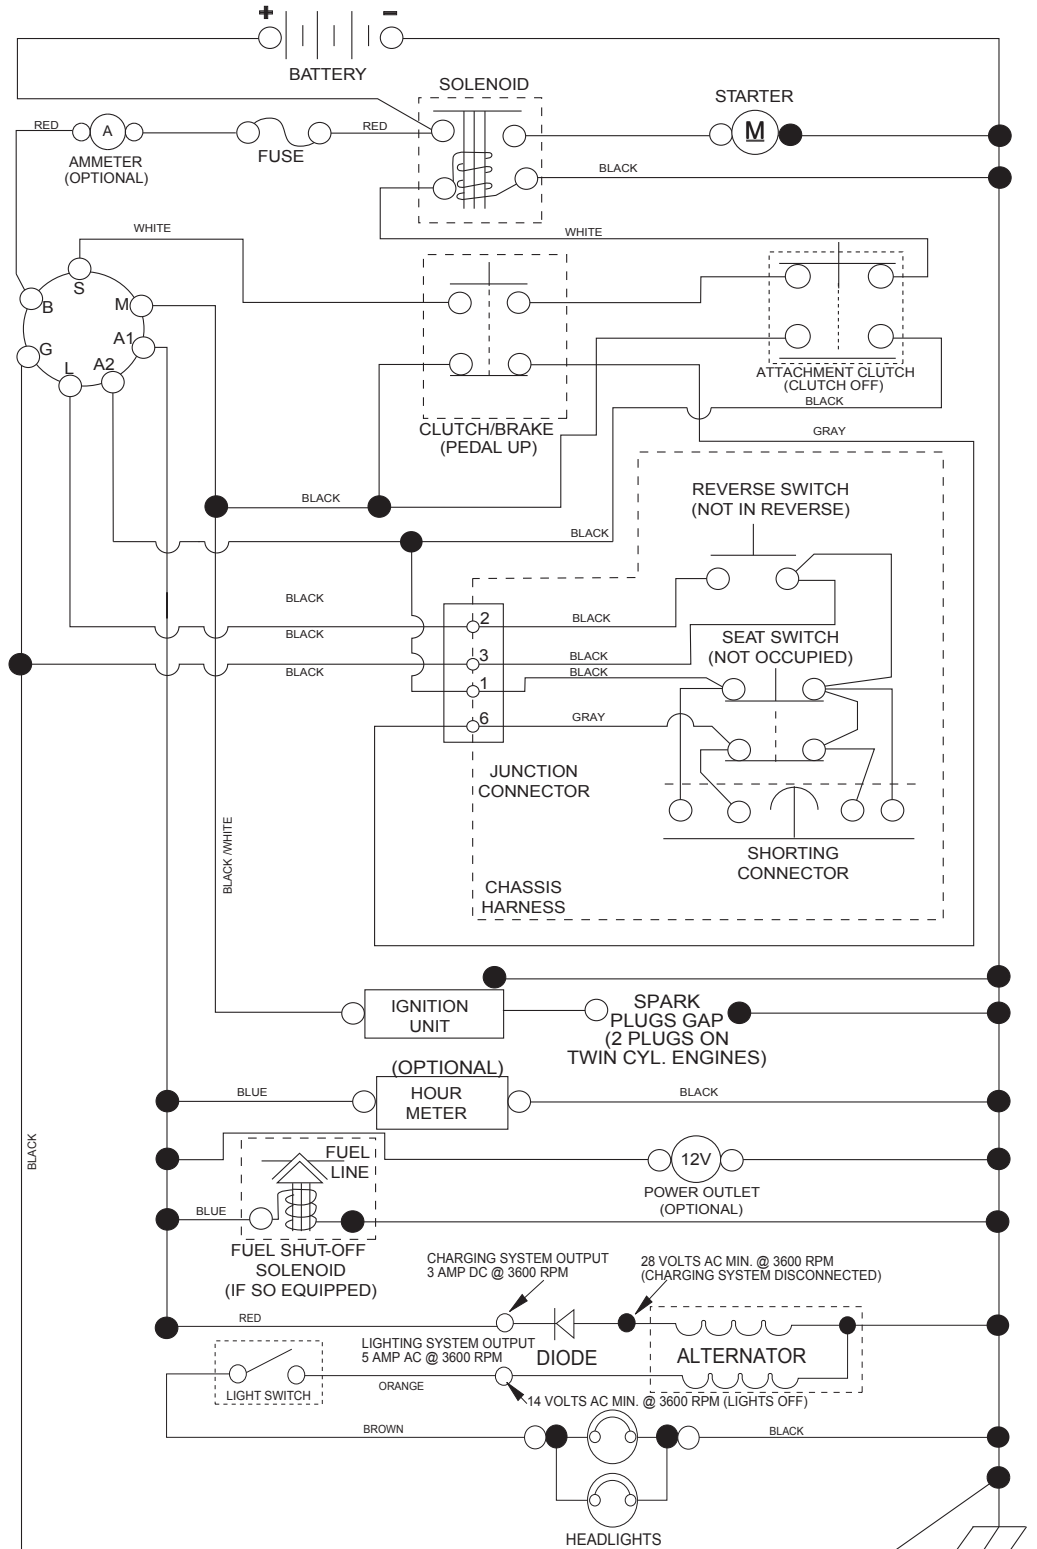 + −
BATTERY
SOLENOID
STARTER
RED
A
RED
M
AMMETER
(OPTIONAL)
FUSE
BLACK
WHITE
WHITE
S
B
M
A1
G
L
A2
ATTACHMENT CLUTCH
(CLUTCH OFF)
BLACK
CLUTCH/BRAKE
(PEDAL UP)
GRAY
REVERSE SWITCH
(NOT IN REVERSE)
BLACK
BLACK
BLACK
2
BLACK
BLACK
SEAT SWITCH
(NOT OCCUPIED)
3
BLACK
BLACK
BLACK
1
6
GRAY
JUNCTION
CONNECTOR
BLACK /WHITE
SHORTING
CONNECTOR
CHASSIS
HARNESS
IGNITION
UNIT
SPARK
PLUGS GAP
(2 PLUGS ON
TWIN CYL. ENGINES)
(OPTIONAL)
HOUR
METER
BLUE
BLACK
BLACK
FUEL
LINE
12V
POWER OUTLET
(OPTIONAL)
BLUE
FUEL SHUT-OFF
SOLENOID
(IF SO EQUIPPED)
CHARGING SYSTEM OUTPUT
3 AMP DC @ 3600 RPM
28 VOLTS AC MIN. @ 3600 RPM
(CHARGING SYSTEM DISCONNECTED)
RED
LIGHTING SYSTEM OUTPUT
5 AMP AC @ 3600 RPM
DIODE
ALTERNATOR
LIGHT SWITCH
ORANGE
14 VOLTS AC MIN. @ 3600 RPM (LIGHTS OFF)
BROWN
BLACK
HEADLIGHTS